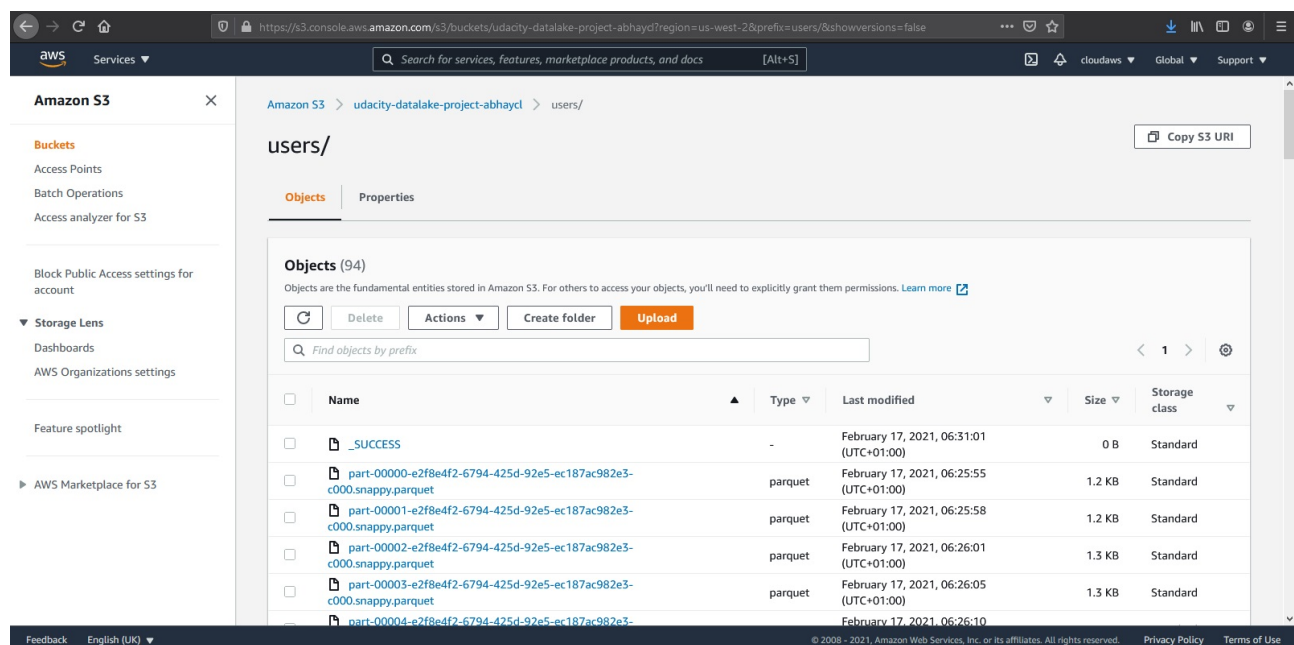 https://s3.console.aws.amazon.com/s3/buckets/udacity-datalake-project-abhaycl?region=us-west-2&prefix=users/&showversions=false
aws Services ▼ Search for services, features, marketplace products, and docs [Alt+S] cloudaws ▼ Global ▼ Support ▼
Amazon S3
Buckets
Access Points
Batch Operations
Access analyzer for S3
Block Public Access settings for
account
Storage Lens
Dashboards
AWS Organizations settings
Feature spotlight
AWS Marketplace for S3
Amazon S3 > udacity-datalake-project-abhaycl > users/
users/
Copy S3 URI
Objects Properties
Objects (94)
Objects are the fundamental entities stored in Amazon S3. For others to access your objects, you'll need to explicitly grant them permissions. Learn more
Delete Actions ▼ Create folder Upload
Find objects by prefix
< 1 >
Name Type Last modified Size Storage
class
_SUCCESS - February 17, 2021, 06:31:01 0 B Standard
(UTC+01:00)
part-00000-e2f8e4f2-6794-425d-92e5-ec187ac982e3- parquet February 17, 2021, 06:25:55 1.2 KB Standard
c000.snappy.parquet (UTC+01:00)
part-00001-e2f8e4f2-6794-425d-92e5-ec187ac982e3- parquet February 17, 2021, 06:25:58 1.2 KB Standard
c000.snappy.parquet (UTC+01:00)
part-00002-e2f8e4f2-6794-425d-92e5-ec187ac982e3- parquet February 17, 2021, 06:26:01 1.3 KB Standard
c000.snappy.parquet (UTC+01:00)
part-00003-e2f8e4f2-6794-425d-92e5-ec187ac982e3- parquet February 17, 2021, 06:26:05 1.3 KB Standard
c000.snappy.parquet (UTC+01:00)
part-00004-e2f8e4f2-6794-425d-92e5-ec187ac982e3- February 17, 2021, 06:26:10
Feedback English (UK) ▼ © 2008 - 2021, Amazon Web Services, Inc. or its affiliates. All rights reserved. Privacy Policy Terms of Use